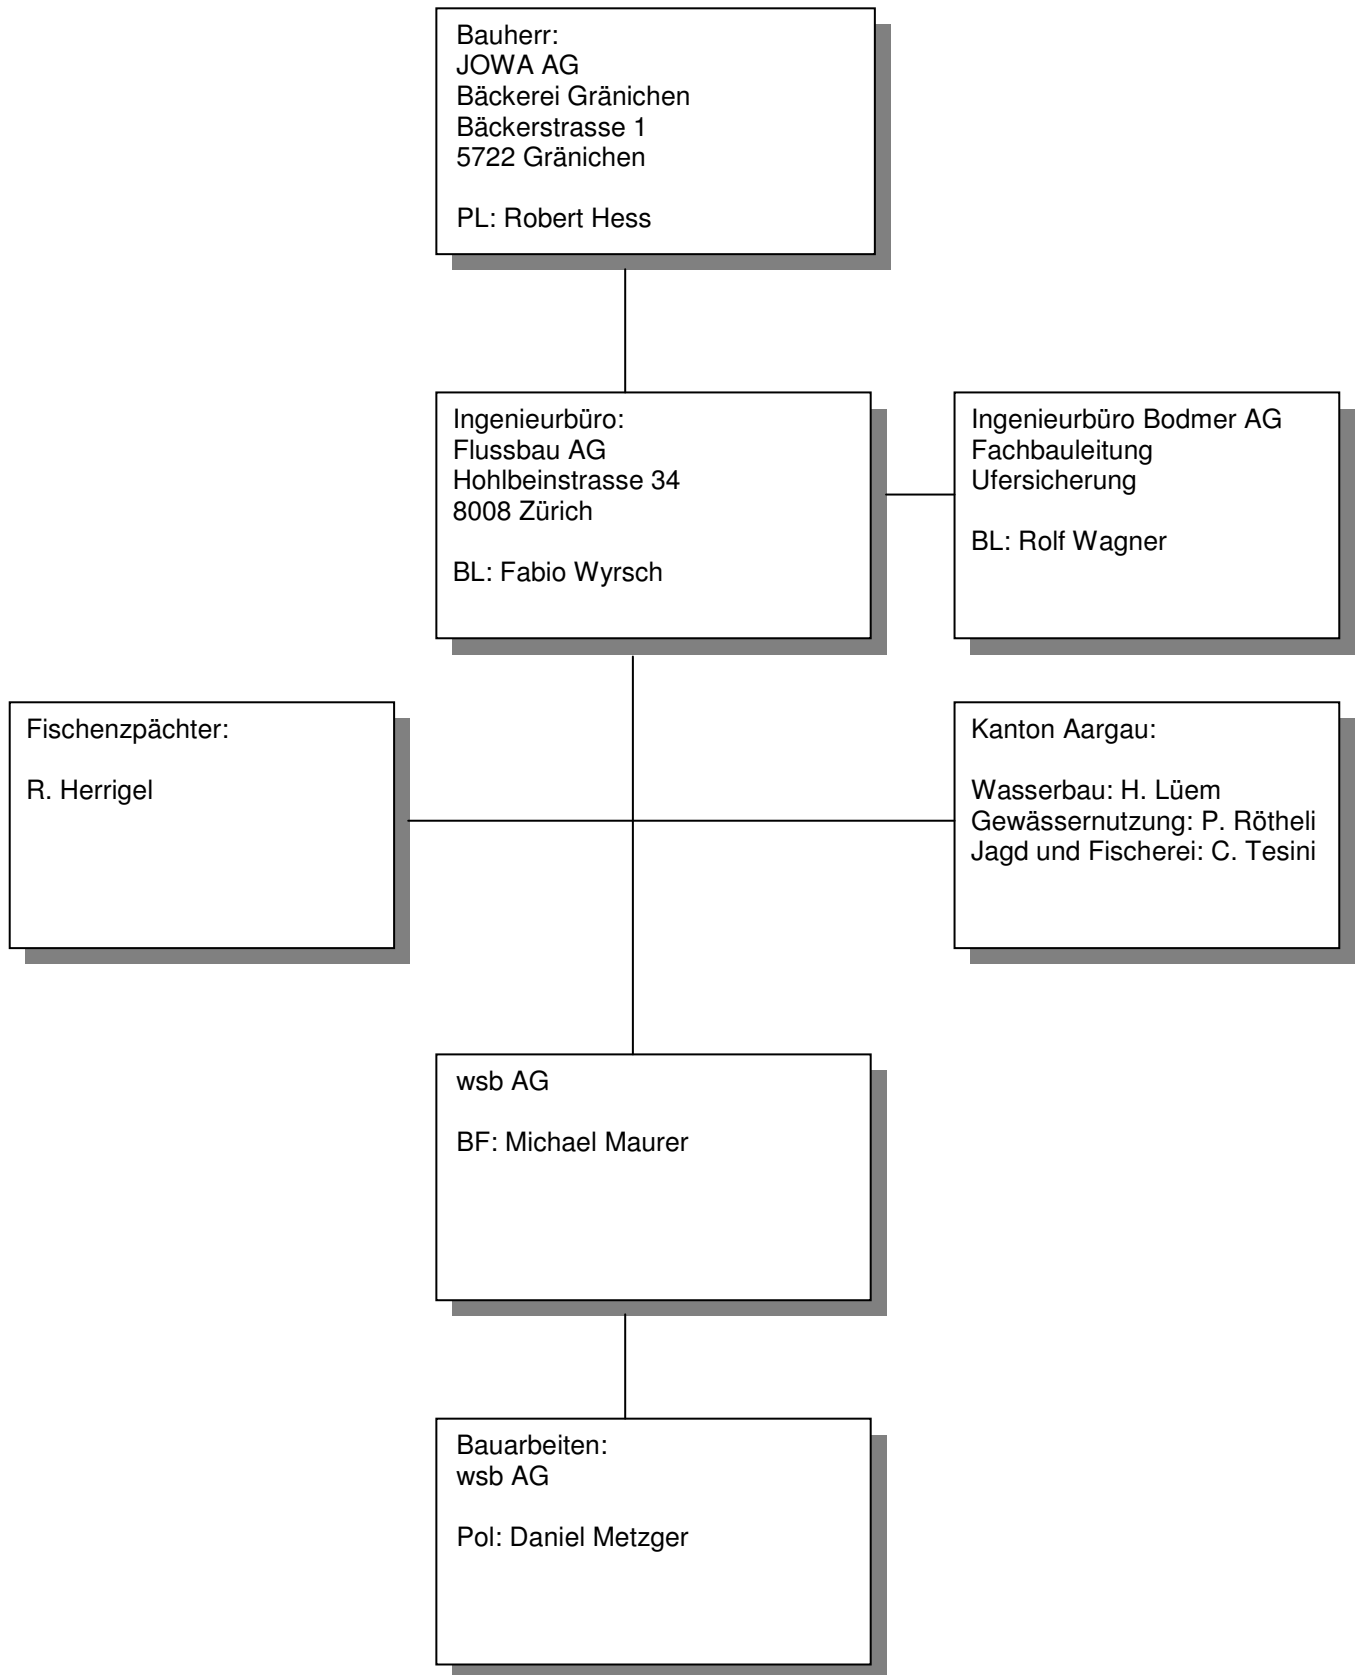 Bauherr:
JOWA AG
Bäckerei Gränichen
Bäckerstrasse 1
5722 Gränichen
PL: Robert Hess
Ingenieurbüro:
Flussbau AG
Hohlbeinstrasse 34
8008 Zürich
BL: Fabio Wyrsch
Ingenieurbüro Bodmer AG
Fachbauleitung
Ufersicherung
BL: Rolf Wagner
Fischenzpächter:
R. Herrigel
Kanton Aargau:
Wasserbau: H. Lüem
Gewässernutzung: P. Rötheli
Jagd und Fischerei: C. Tesini
wsb AG
BF: Michael Maurer
Bauarbeiten:
wsb AG
Pol: Daniel Metzger